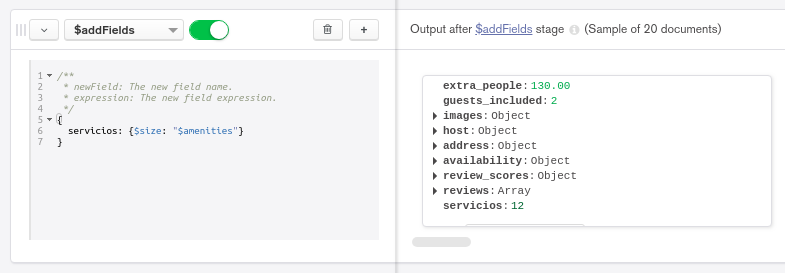 $addFields
+
Output after $addFields stage (Sample of 20 documents)
1 /**
2 * newField: The new field name.
3 * expression: The new field expression.
4 */
5 {
6 servicios: {$size: "$amenities"}
7 }
extra_people: 130.00
guests_included: 2
images: Object
host: Object
address: Object
availability: Object
review_scores: Object
reviews: Array
servicios: 12